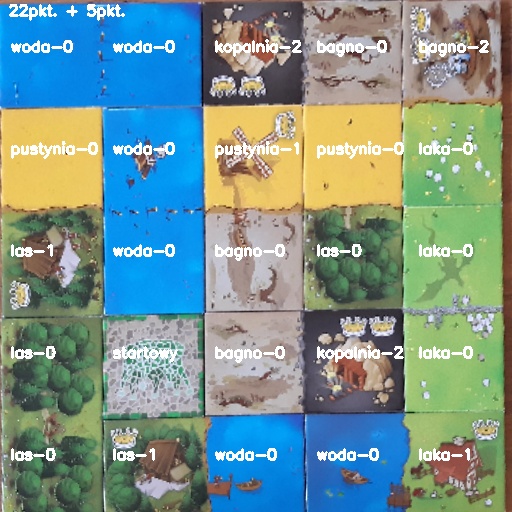 22pkt. + 5pkt.
woda-0 woda-0 kopalnia-2 bagno-0 bagno-2
pustynia-0 woda-0 pustynia-1 pustynia-0 laka-0
las-1 woda-0 bagno-0 las-0 laka-0
las-0 startowy bagno-0 kopalnia-2 laka-0
las-0 las-1 woda-0 woda-0 laka-1